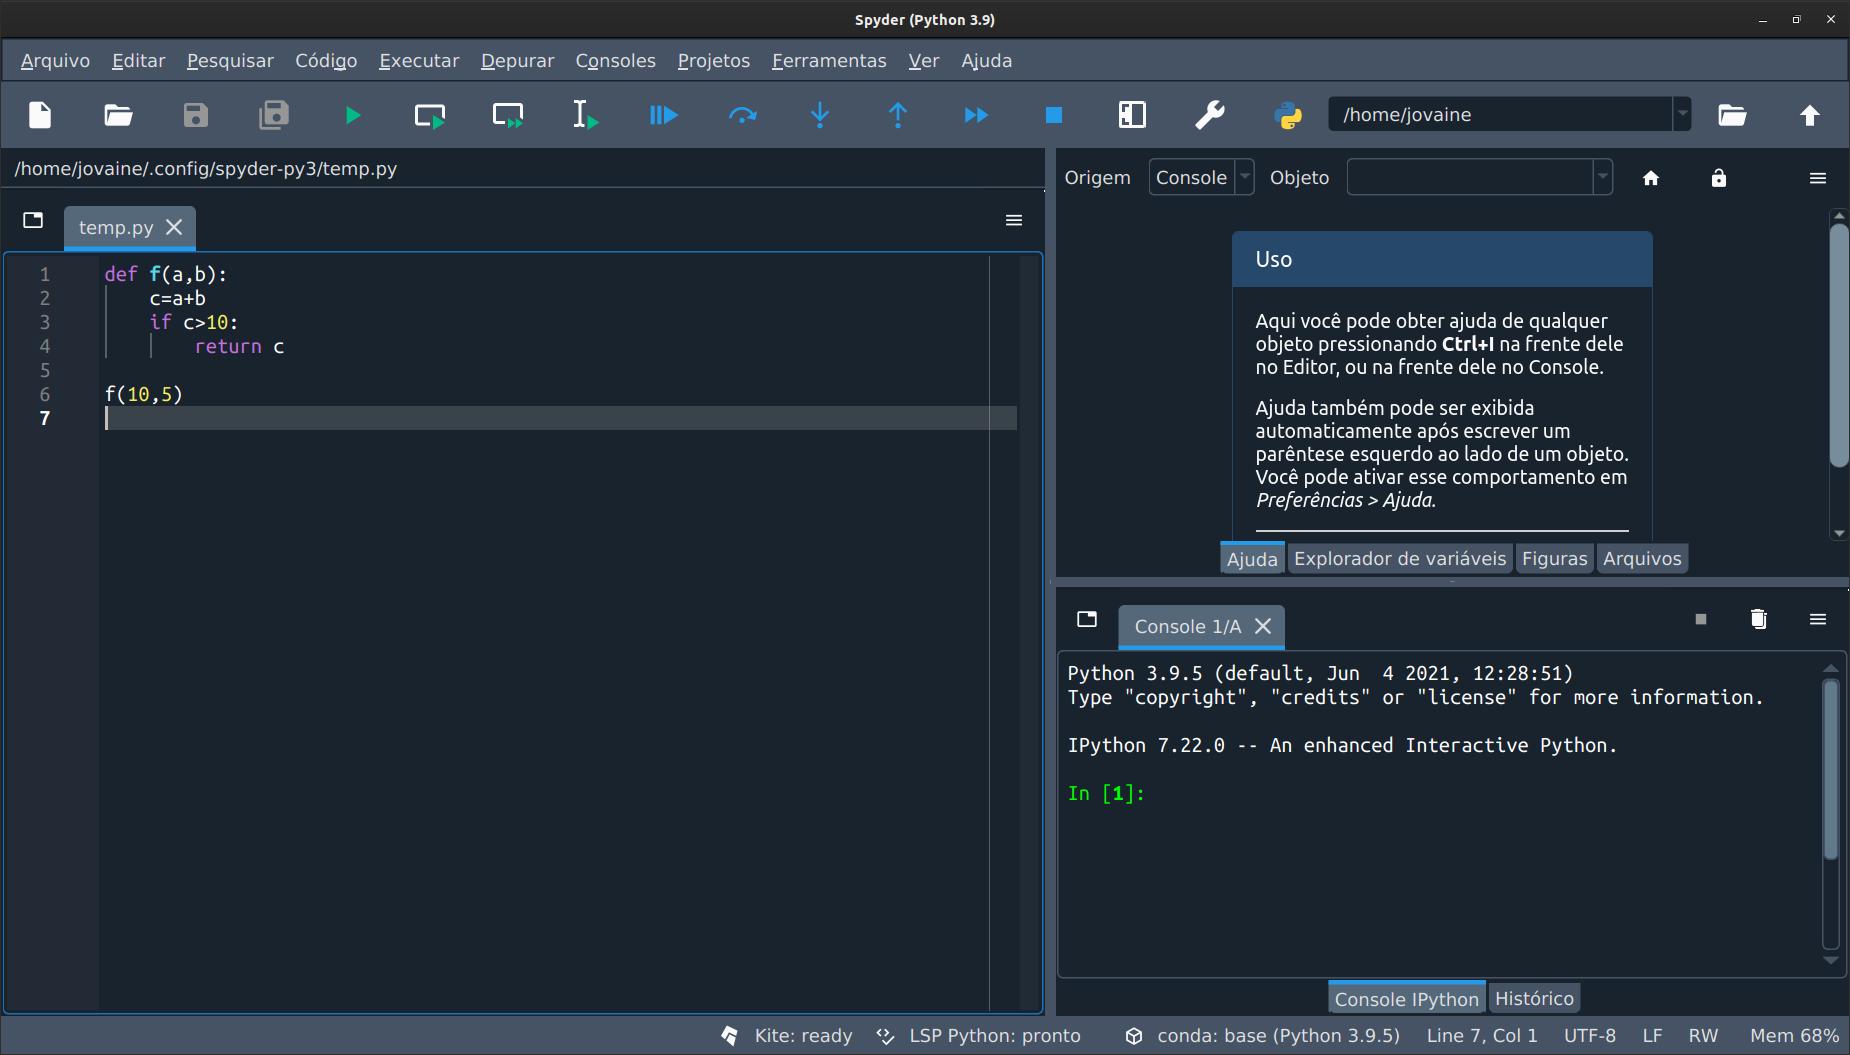 Spyder (Python 3.9)
Arquivo Editar Pesquisar Código Executar Depurar Consoles Projetos Ferramentas Ver Ajuda
/home/jovaine
/home/jovaine/.config/spyder-py3/temp.py
temp.py
1 def f(a,b):
2 c=a+b
3 if c>10:
4 return c
5
6 f(10,5)
7
Origem Console Objeto
Uso
Aqui você pode obter ajuda de qualquer
objeto pressionando Ctrl+I na frente dele
no Editor, ou na frente dele no Console.
Ajuda também pode ser exibida
automaticamente após escrever um
parêntese esquerdo ao lado de um objeto.
Você pode ativar esse comportamento em
Preferências > Ajuda.
Ajuda Explorador de variáveis Figuras Arquivos
Console 1/A
Python 3.9.5 (default, Jun  4 2021, 12:28:51)
Type "copyright", "credits" or "license" for more information.
IPython 7.22.0 -- An enhanced Interactive Python.
In [1]:
Console IPython Histórico
Kite: ready LSP Python: pronto conda: base (Python 3.9.5) Line 7, Col 1 UTF-8 LF RW Mem 68%